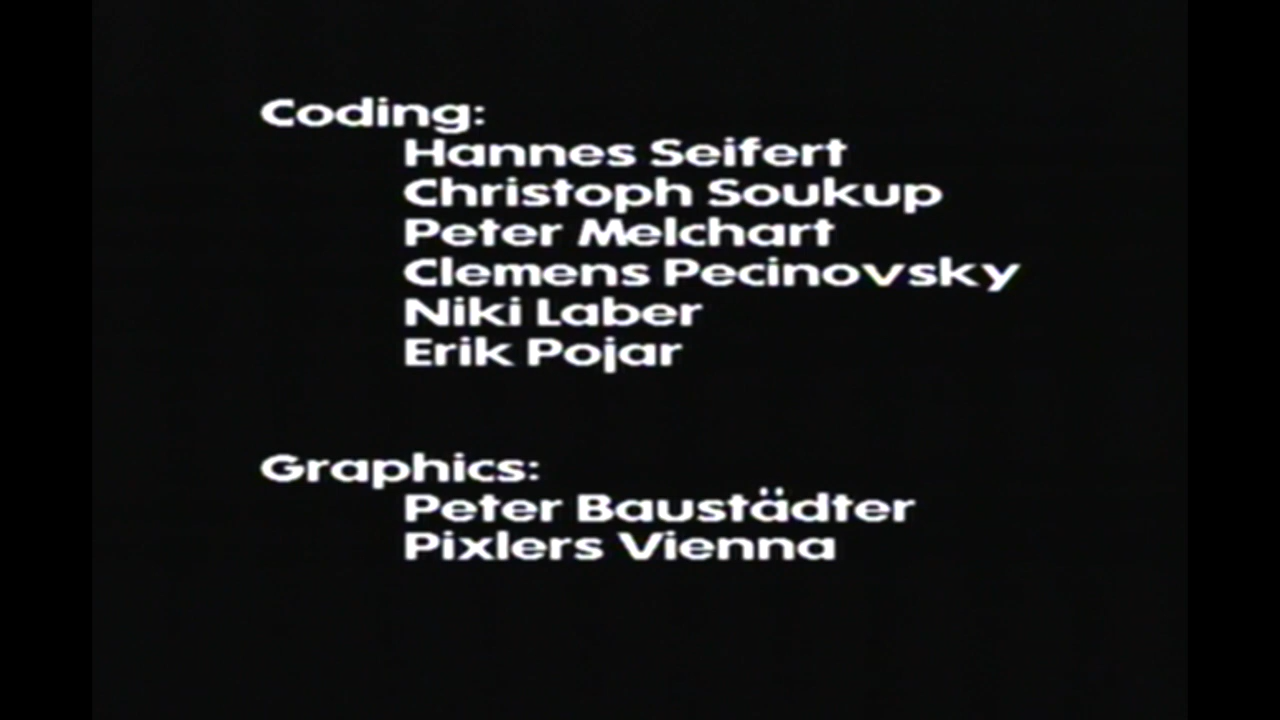 Coding:
Hannes Seifert
Christoph Soukup
Peter Melchart
Clemens Pecinovsky
Niki Laber
Erik Pojar
Graphics:
Peter Baustädter
Pixlers Vienna